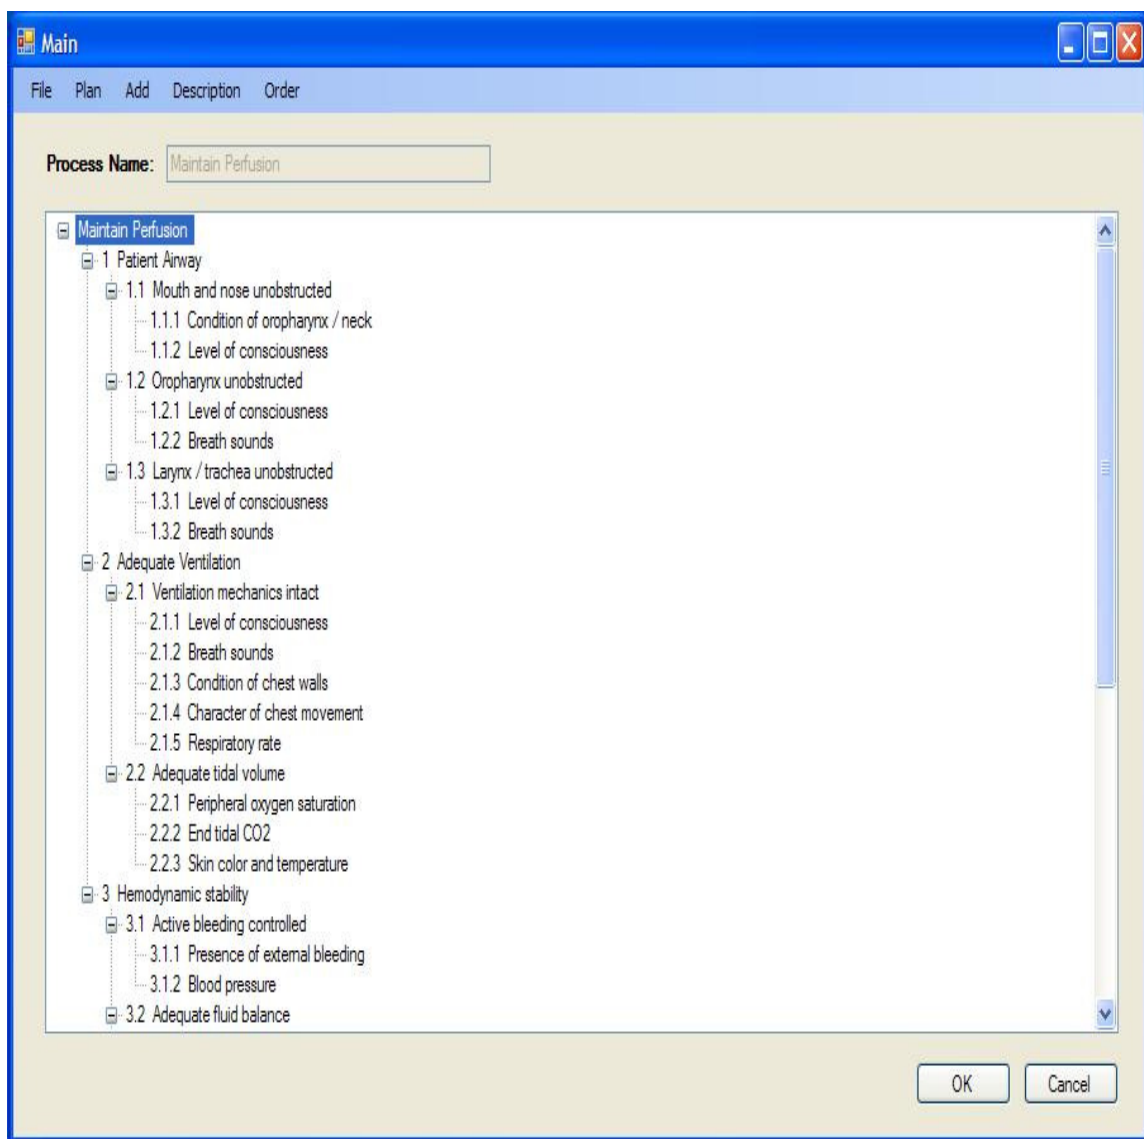 Main
File Plan Add Description Order
Process Name: Maintain Perfusion
Maintain Perfusion
1 Patient Airway
1.1 Mouth and nose unobstructed
1.1.1 Condition of oropharynx / neck
1.1.2 Level of consciousness
1.2 Oropharynx unobstructed
1.2.1 Level of consciousness
1.2.2 Breath sounds
1.3 Larynx / trachea unobstructed
1.3.1 Level of consciousness
1.3.2 Breath sounds
2 Adequate Ventilation
2.1 Ventilation mechanics intact
2.1.1 Level of consciousness
2.1.2 Breath sounds
2.1.3 Condition of chest walls
2.1.4 Character of chest movement
2.1.5 Respiratory rate
2.2 Adequate tidal volume
2.2.1 Peripheral oxygen saturation
2.2.2 End tidal CO2
2.2.3 Skin color and temperature
3 Hemodynamic stability
3.1 Active bleeding controlled
3.1.1 Presence of external bleeding
3.1.2 Blood pressure
3.2 Adequate fluid balance
OK Cancel